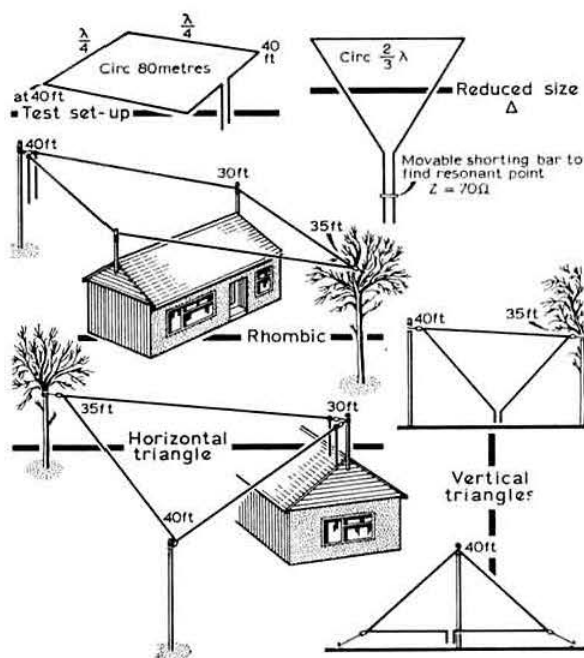 λ/4
λ/4
40
ft
Circ 80metres
at 40ft
Test set-up
Circ 2/3 λ
Reduced size
Δ
Movable shorting bar to
find resonant point
Z = 70Ω
40ft
30ft
35ft
Rhombic
40ft
35ft
35ft
30ft
Horizontal
triangle
40ft
Vertical
triangles
40ft